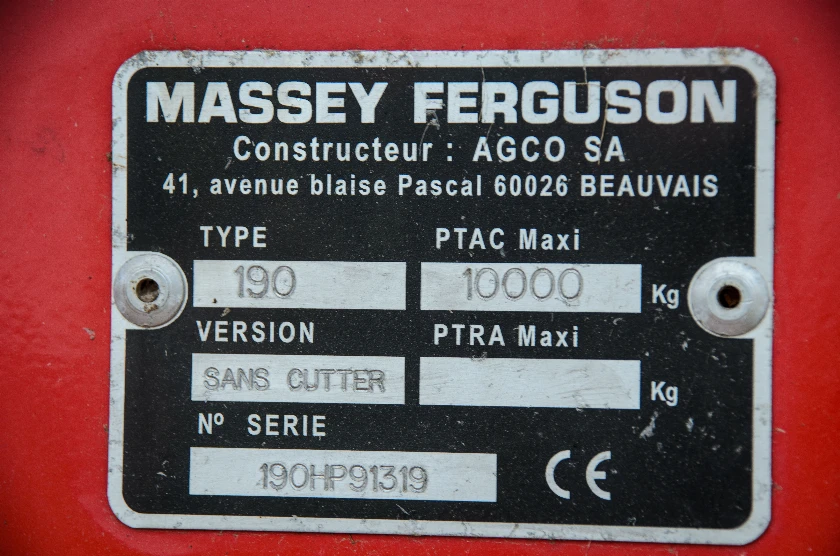 MASSEY FERGUSON
Constructeur : AGCO SA
41, avenue blaise Pascal 60026 BEAUVAIS
TYPE PTAC Maxi
190 10000 Kg
VERSION PTRA Maxi
SANS CUTTER Kg
Nº SERIE
190HP91319 CE